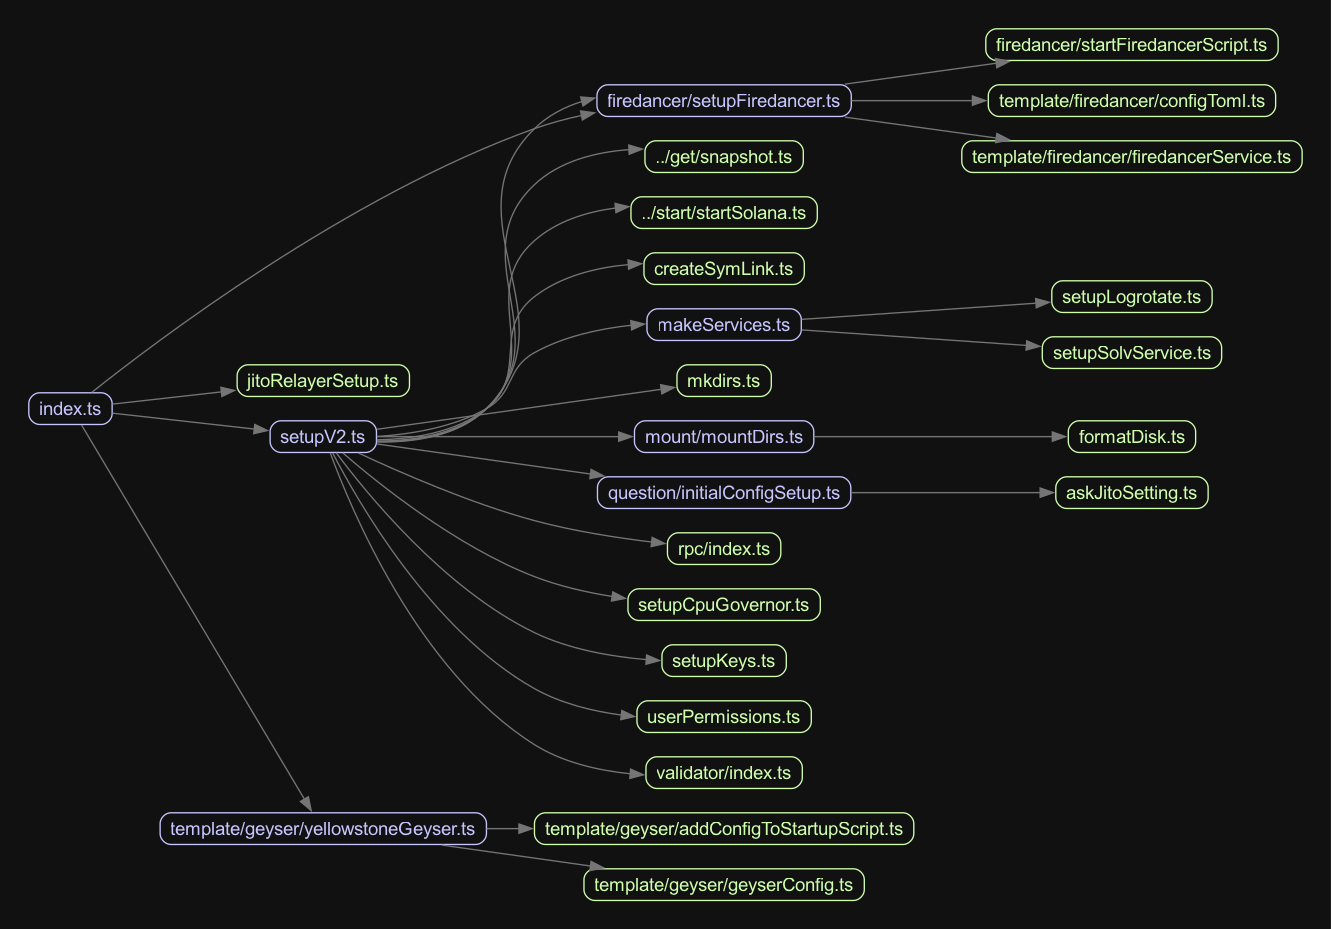 firedancer/startFiredancerScript.ts
firedancer/setupFiredancer.ts
template/firedancer/configToml.ts
../get/snapshot.ts
template/firedancer/firedancerService.ts
../start/startSolana.ts
createSymLink.ts
setupLogrotate.ts
makeServices.ts
setupSolvService.ts
jitoRelayerSetup.ts
mkdirs.ts
index.ts
setupV2.ts
mount/mountDirs.ts
formatDisk.ts
question/initialConfigSetup.ts
askJitoSetting.ts
rpc/index.ts
setupCpuGovernor.ts
setupKeys.ts
userPermissions.ts
validator/index.ts
template/geyser/yellowstoneGeyser.ts
template/geyser/addConfigToStartupScript.ts
template/geyser/geyserConfig.ts